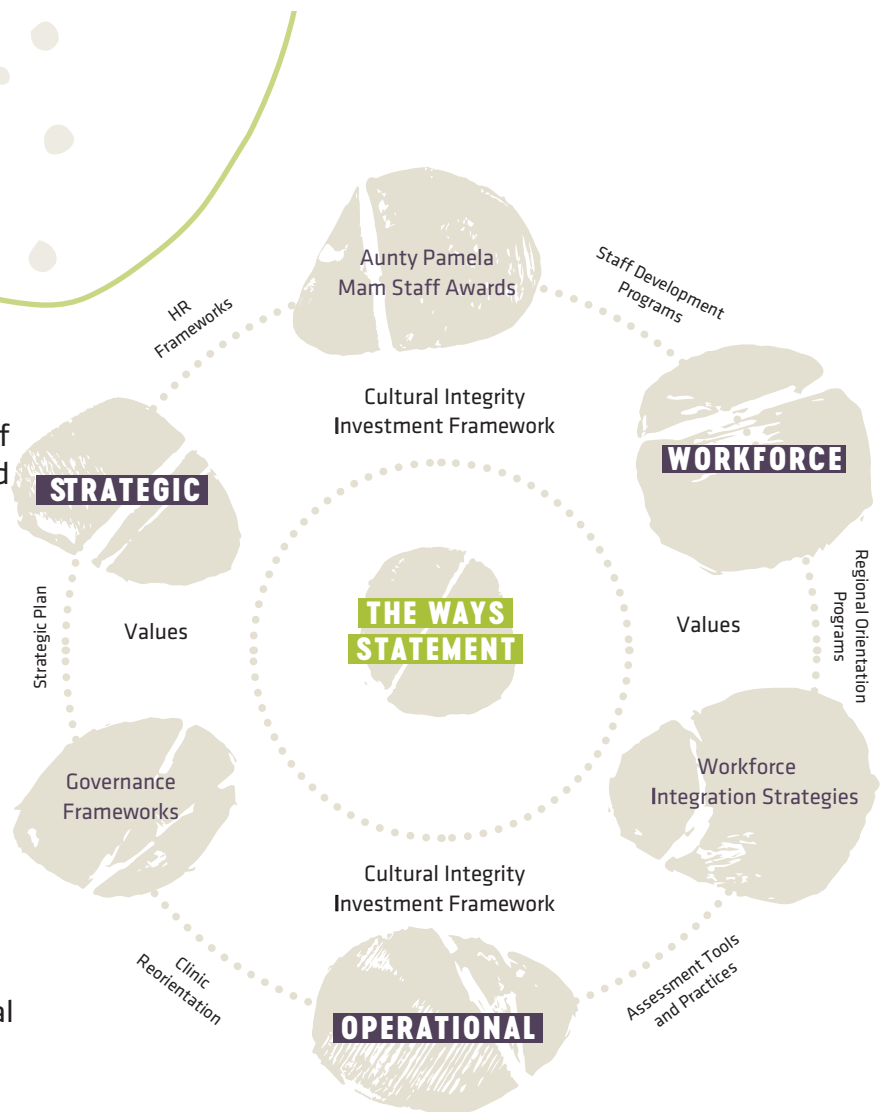 Aunty Pamela
Mam Staff Awards
Staff Development
Programs
HR
Frameworks
Cultural Integrity
Investment Framework
STRATEGIC
WORKFORCE
THE WAYS
STATEMENT
Strategic Plan
Values
Values
Regional Orientation
Programs
Governance
Frameworks
Workforce
Integration Strategies
Cultural Integrity
Investment Framework
Clinic
Reorientation
Assessment Tools
and Practices
OPERATIONAL